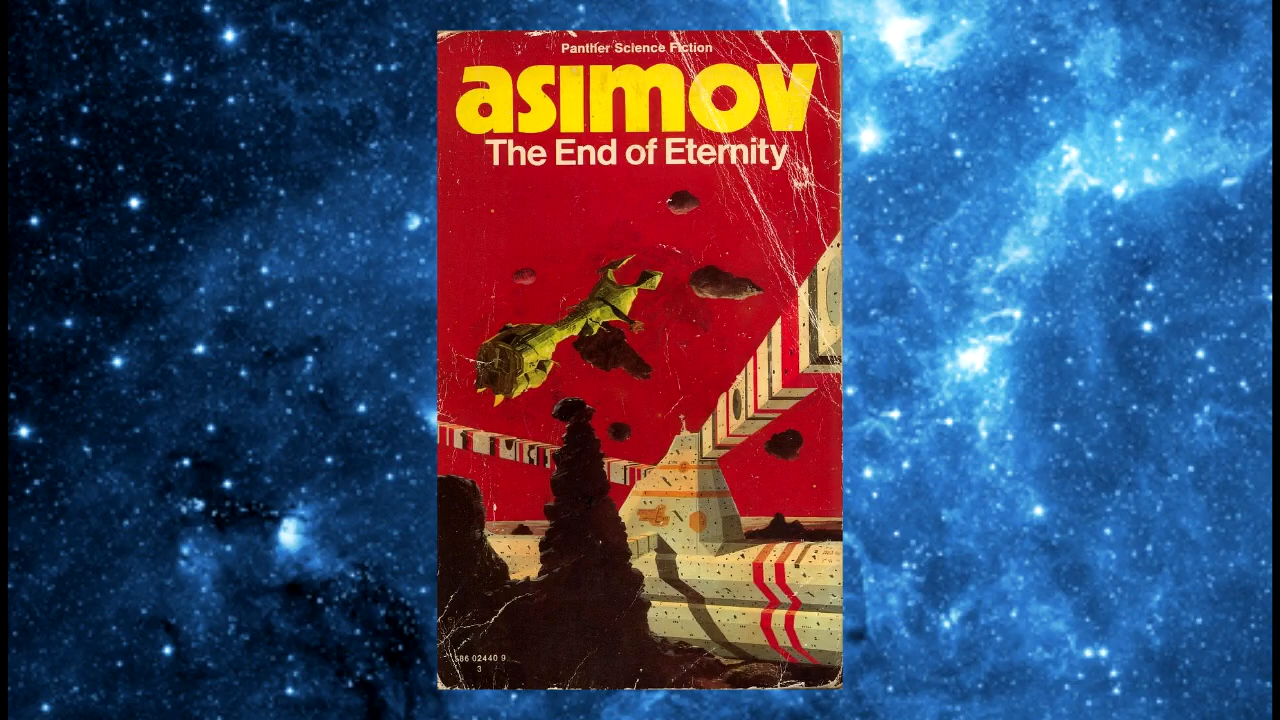 Panther Science Fiction
asimov
The End of Eternity
586 02440 9
3